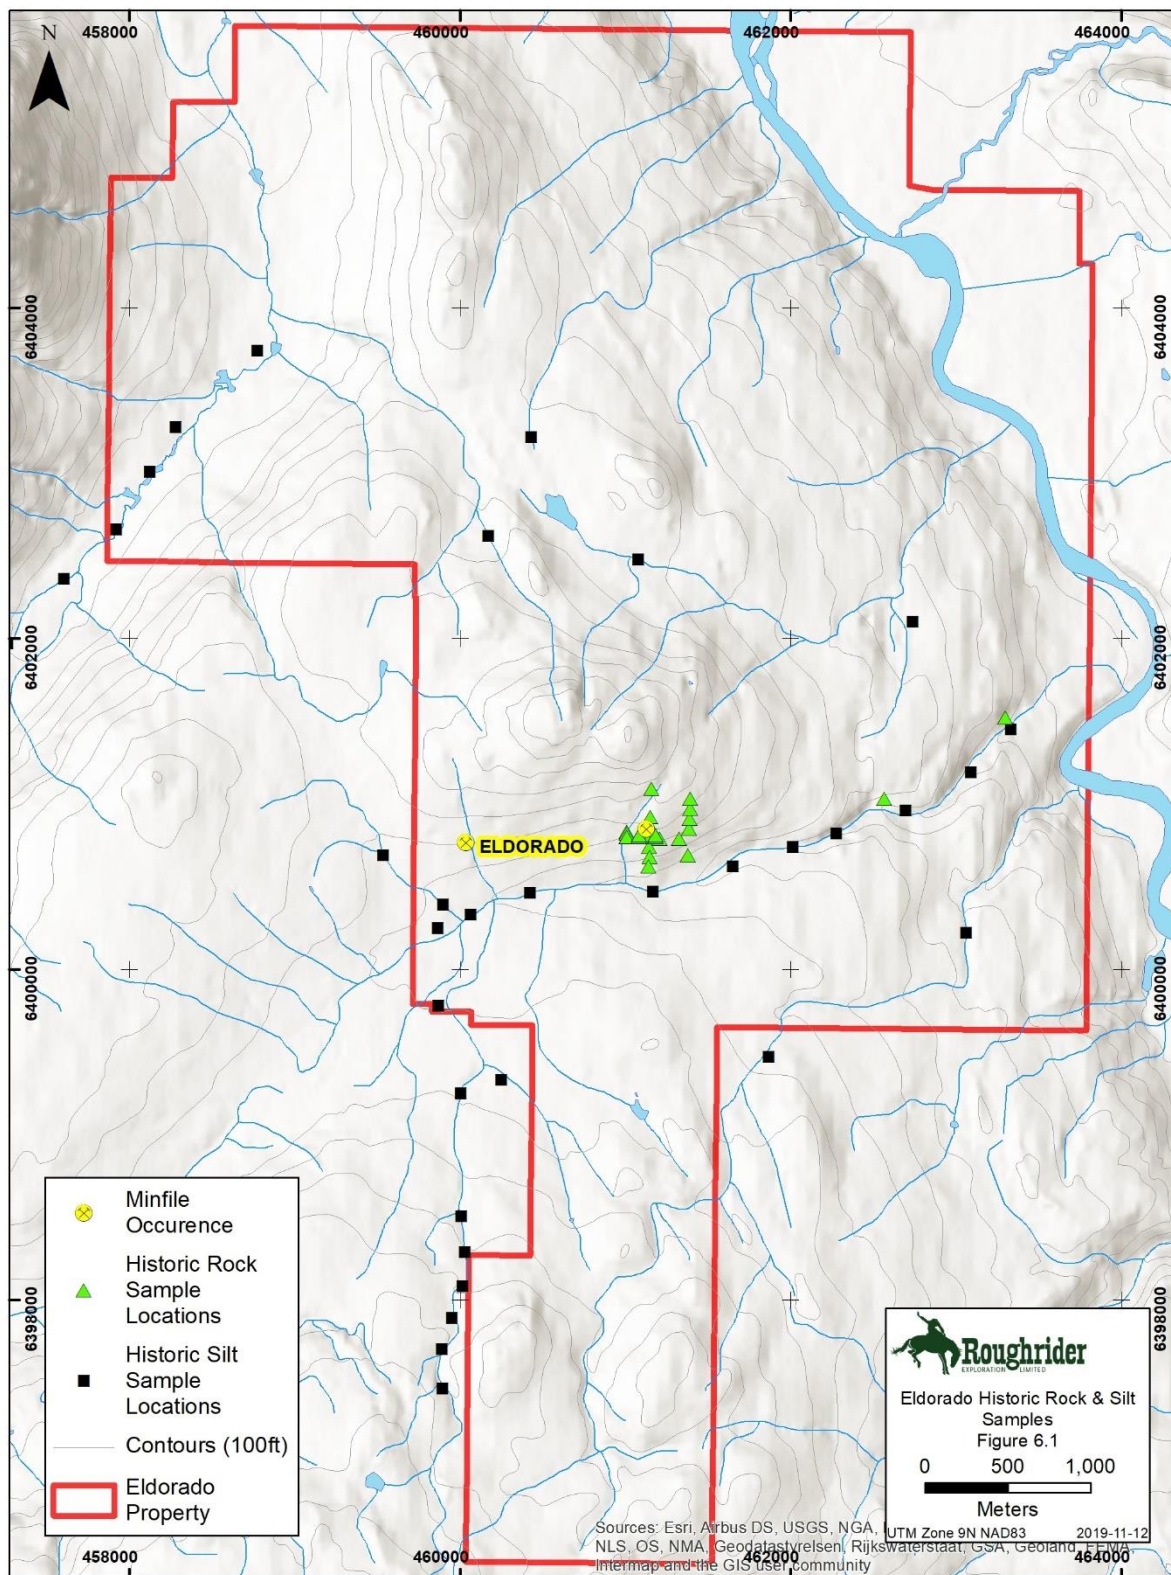 N
458000
460000
462000
464000
6404000
6404000
6402000
6402000
ELDORADO
6400000
6400000
6398000
Minfile
Occurence
Historic Rock
Sample
Locations
Historic Silt
Sample
Locations
Contours (100ft)
Eldorado
Property
Roughrider
EXPLORATION LIMITED
Eldorado Historic Rock & Silt
Samples
Figure 6.1
0 500 1,000
Meters
UTM Zone 9N NAD83 2019-11-12
Sources: Esri, Airbus DS, USGS, NGA,
NLS, OS, NMA, Geodatastyrelsen, Rijkswaterstaat, GSA, Geoland, FEMA,
Intermap and the GIS user community
458000
460000
462000
464000